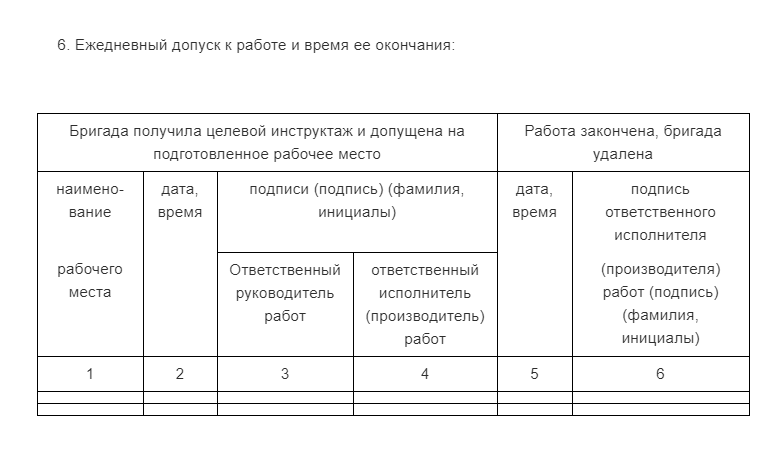 6. Ежедневный допуск к работе и время ее окончания:
Бригада получила целевой инструктаж и допущена на
подготовленное рабочее место
Работа закончена, бригада
удалена
наимено-
вание
рабочего
места
дата,
время
подписи (подпись) (фамилия,
инициалы)
Ответственный
руководитель
работ
ответственный
исполнитель
(производитель)
работ
дата,
время
подпись
ответственного
исполнителя
(производителя)
работ (подпись)
(фамилия,
инициалы)
1
2
3
4
5
6